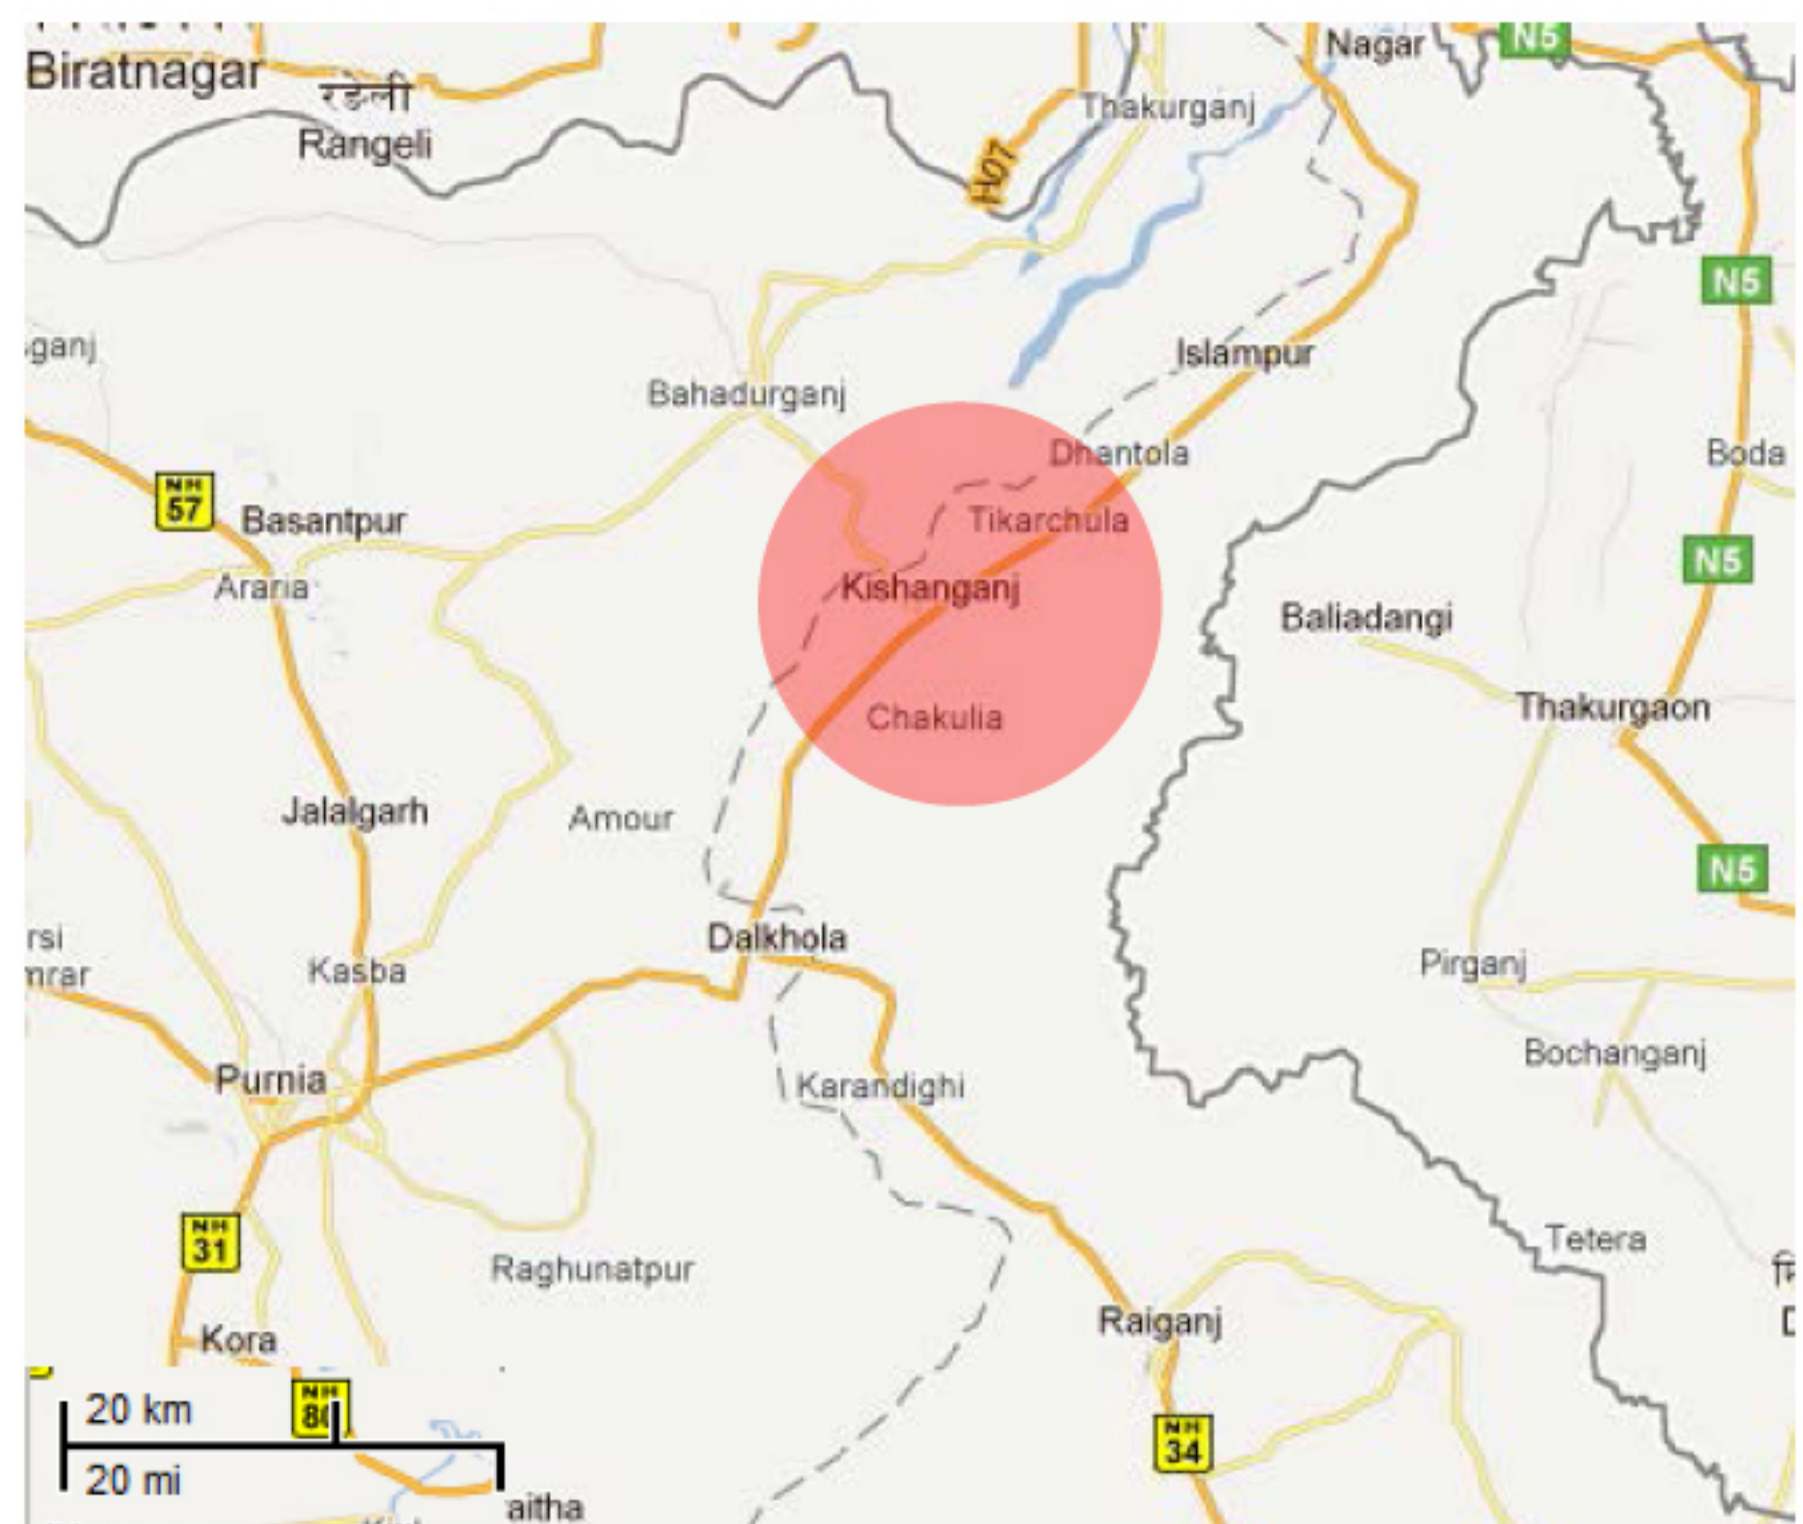 N5
Nagar
Biratnagar
रङेली
Rangeli
Thakurganj
H07
N5
Islampur
Bahadurganj
Dhantola
Boda
NH
57
Basantpur
Tikarchula
N5
Araria
Kishanganj
Baliadangi
Thakurgaon
Chakulia
Jalalgarh
Amour
N5
Dalkhola
Kasba
Pirganj
Bochanganj
Purnia
Karandighi
NH
31
Tetera
Raghunatpur
Raiganj
Kora
20 km
NH
80
NH
34
20 mi
aitha